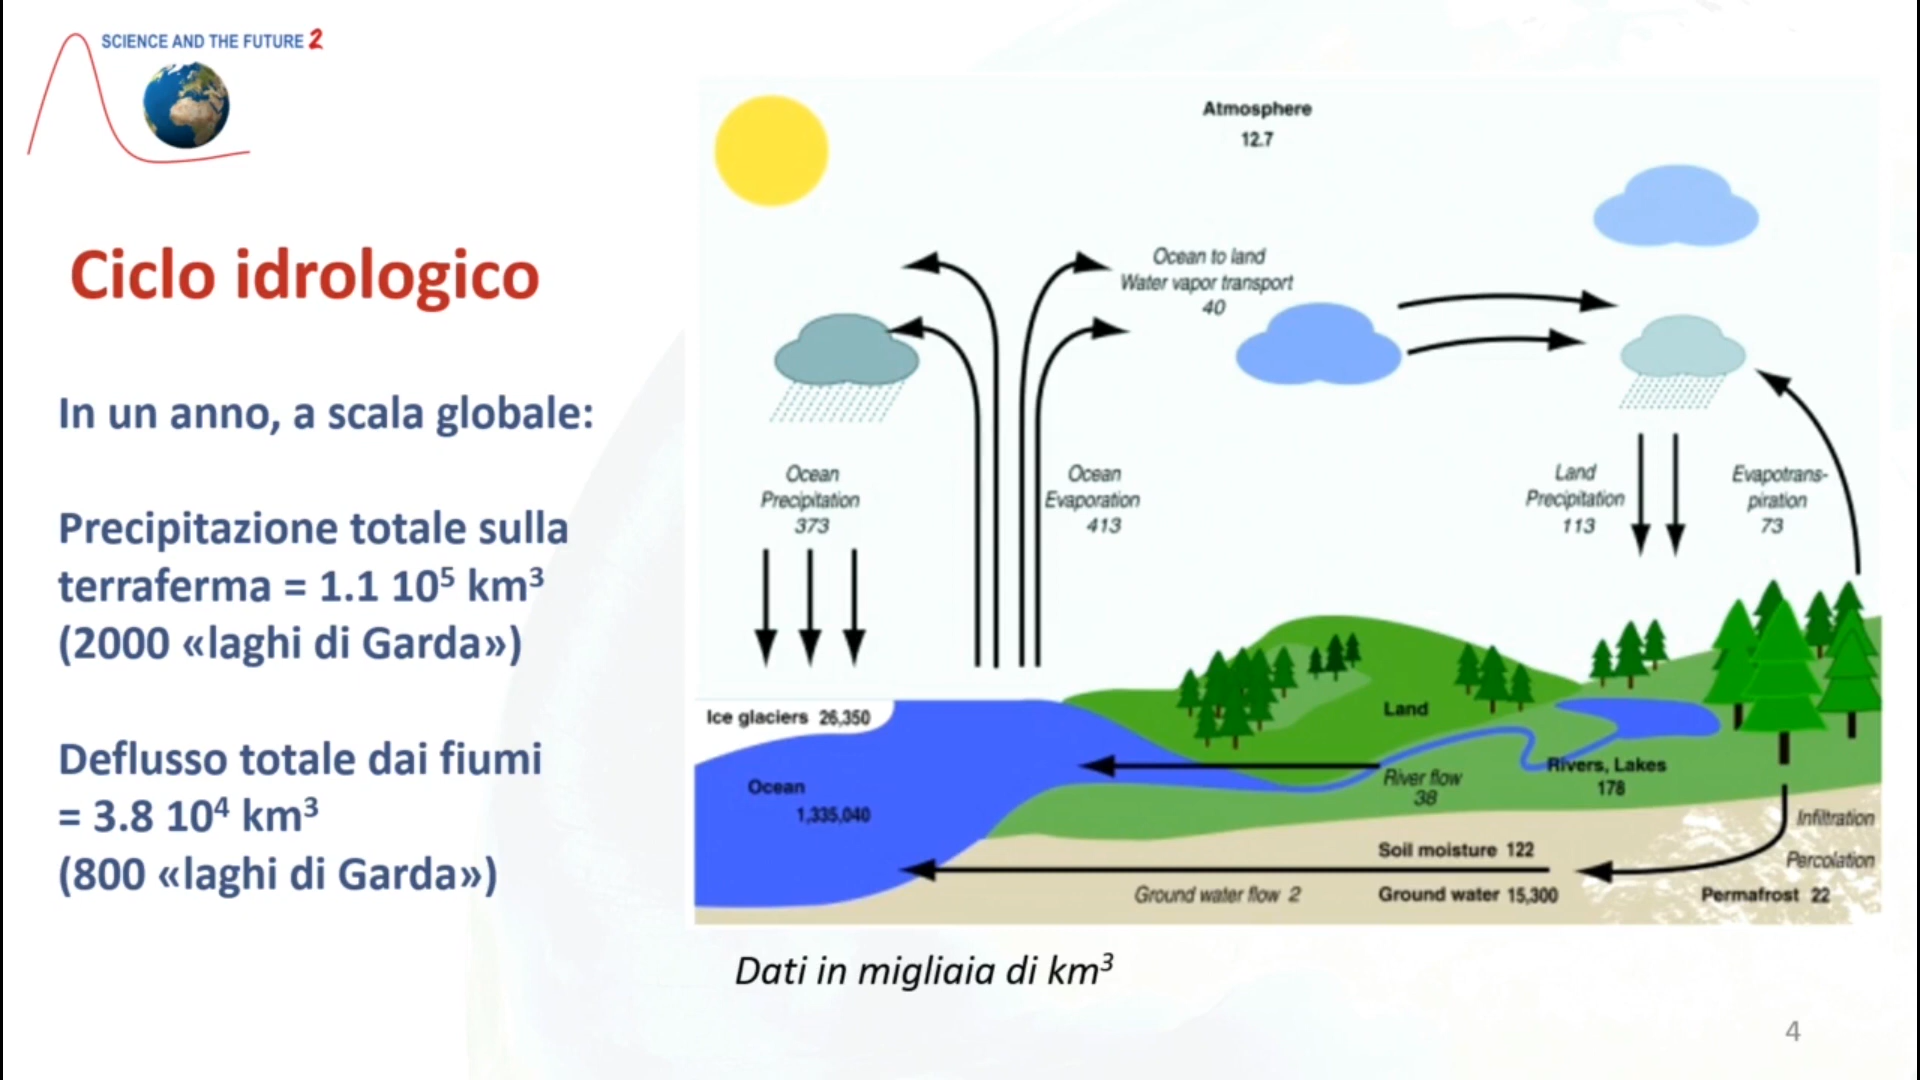 SCIENCE AND THE FUTURE 2
Ciclo idrologico
In un anno, a scala globale:
Precipitazione totale sulla
terraferma = 1.1 10⁵ km³
(2000 «laghi di Garda»)
Deflusso totale dai fiumi
= 3.8 10⁴ km³
(800 «laghi di Garda»)
Atmosphere
12.7
Ocean to land
Water vapor transport
40
Ocean
Precipitation
373
Ocean
Evaporation
413
Land
Precipitation
113
Evapotrans-
piration
73
Ice glaciers 26,350
Ocean
1,335,040
Land
River flow
38
Rivers, Lakes
178
Infiltration
Percolation
Soil moisture 122
Ground water flow 2
Ground water 15,300
Permafrost 22
Dati in migliaia di km³
4